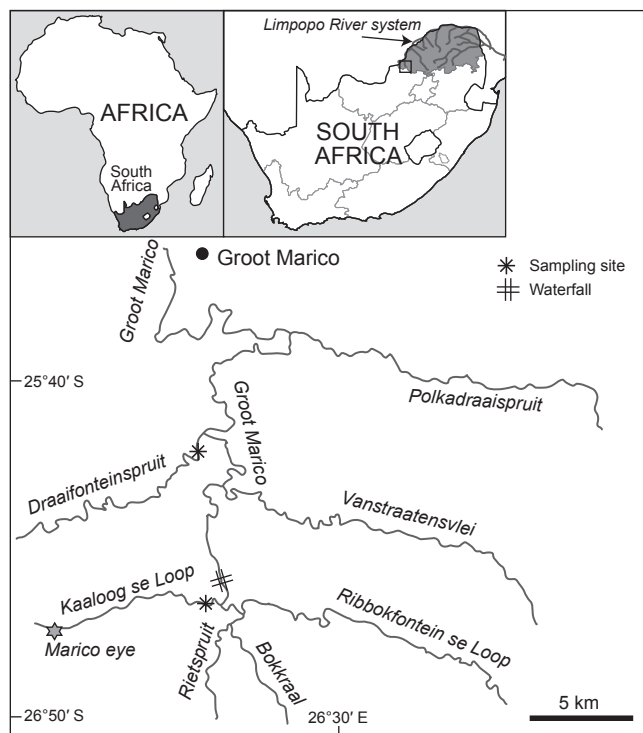 Limpopo River system
AFRICA
South
Africa
SOUTH
AFRICA
Groot Marico
Groot Marico
Sampling site
Waterfall
25°40′ S
Groot Marico
Polkadraaispruit
Draaifonteinspruit
Vanstraatensvlei
Kaaloog se Loop
Ribbokfontein se Loop
Marico eye
Rietspruit
Bokkraal
5 km
26°50′ S
26°30′ E